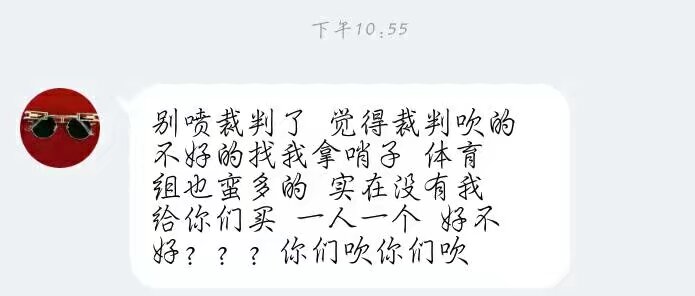 下午10:55
别喷裁判了 觉得裁判吹的
不好的找我拿哨子 体育
组也蛮多的 实在没有我
给你们买 一人一个 好不
好？？？你们吹你们吹